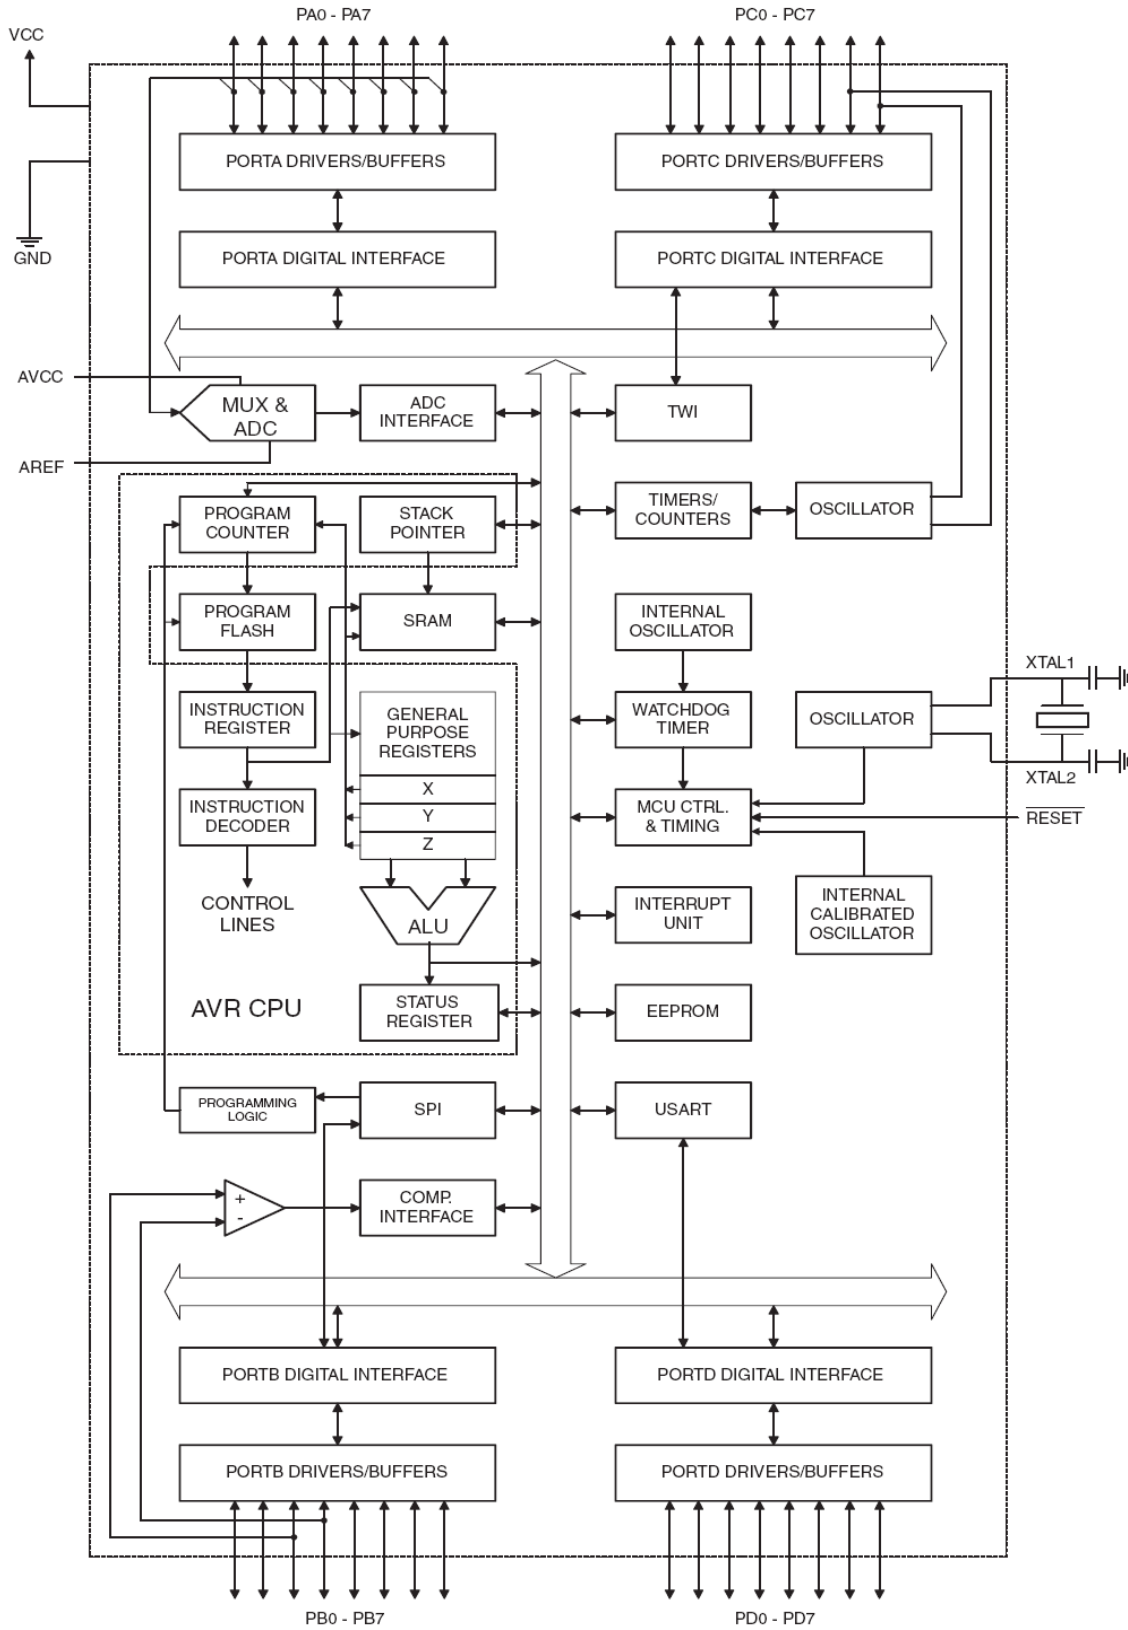 PA0 - PA7
PC0 - PC7
VCC
PORTA DRIVERS/BUFFERS
PORTC DRIVERS/BUFFERS
GND
PORTA DIGITAL INTERFACE
PORTC DIGITAL INTERFACE
AVCC
MUX &
ADC
ADC
INTERFACE
TWI
AREF
PROGRAM
COUNTER
STACK
POINTER
TIMERS/
COUNTERS
OSCILLATOR
PROGRAM
FLASH
SRAM
INTERNAL
OSCILLATOR
XTAL1
INSTRUCTION
REGISTER
GENERAL
PURPOSE
REGISTERS
WATCHDOG
TIMER
OSCILLATOR
X
XTAL2
INSTRUCTION
DECODER
Y
MCU CTRL.
& TIMING
RESET
Z
CONTROL
LINES
ALU
INTERRUPT
UNIT
INTERNAL
CALIBRATED
OSCILLATOR
AVR CPU
STATUS
REGISTER
EEPROM
PROGRAMMING
LOGIC
SPI
USART
+
-
COMP.
INTERFACE
PORTB DIGITAL INTERFACE
PORTD DIGITAL INTERFACE
PORTB DRIVERS/BUFFERS
PORTD DRIVERS/BUFFERS
PB0 - PB7
PD0 - PD7